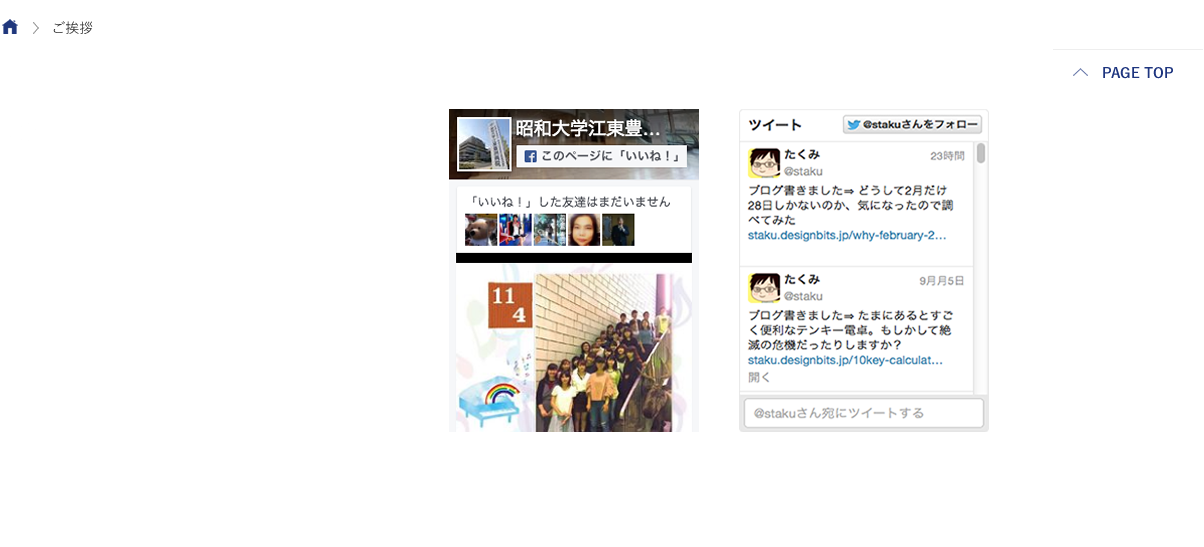 ご挨拶
PAGE TOP
昭和大学江東豊…
このページに「いいね！」
「いいね！」した友達はまだいません
11
4
ツイート
@stakuさんをフォロー
たくみ
23時間
@staku
ブログ書きました⇒ どうして2月だけ
28日しかないのか、気になったので調
べてみた
staku.designbits.jp/why-february-2…
たくみ
9月月5日
@staku
ブログ書きました⇒ たまにあるとすご
く便利なテンキー電卓。もしかして絶
滅の危機だったりしますか？
staku.designbits.jp/10key-calculat…
開く
@stakuさん宛にツイートする